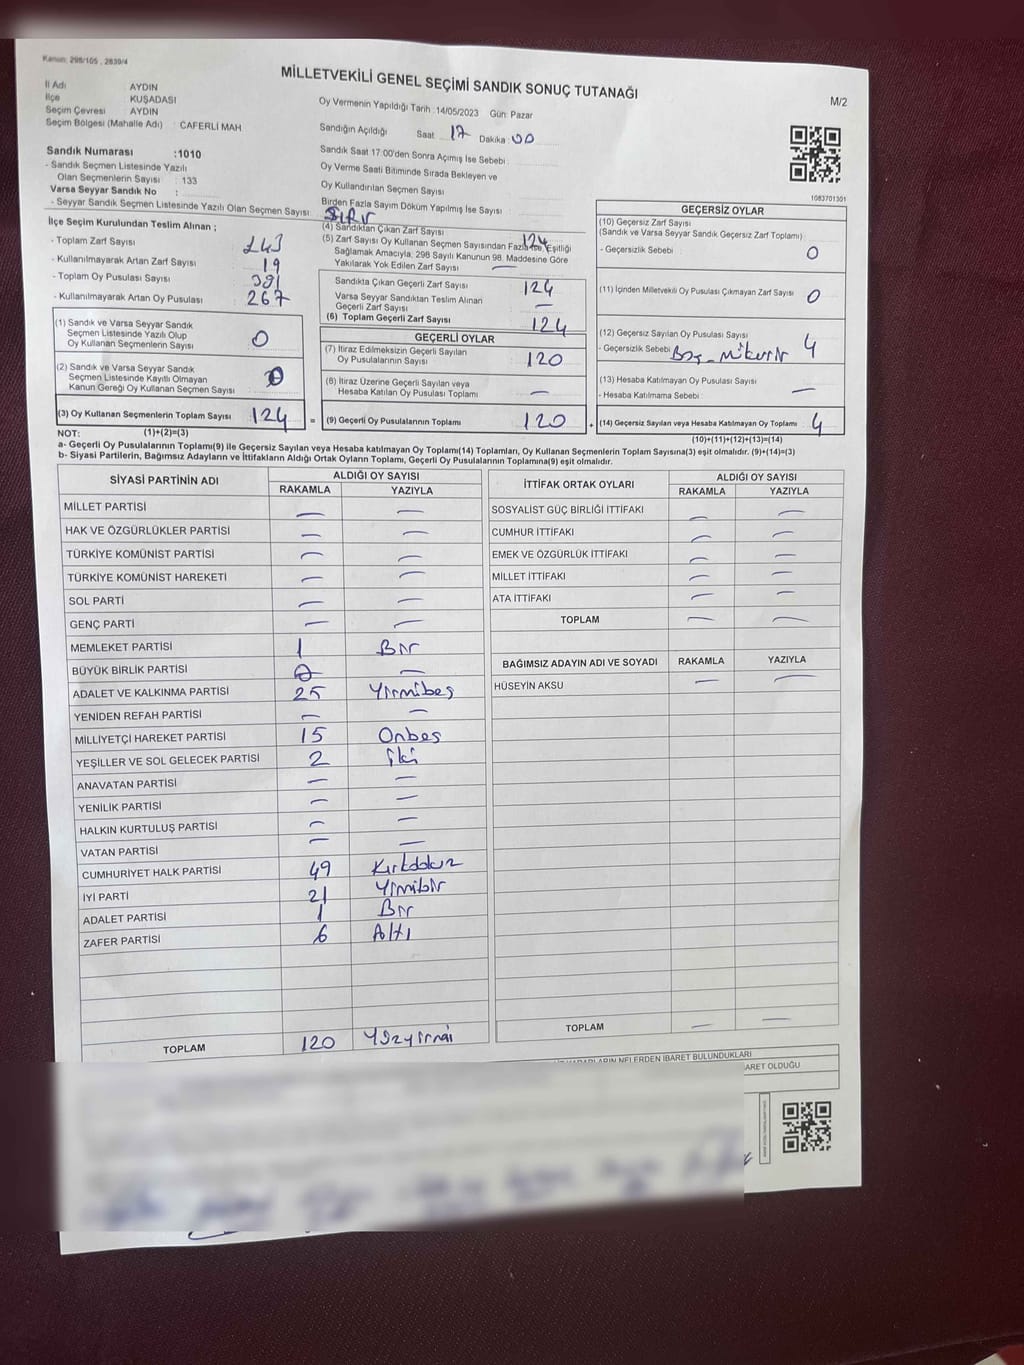 Kanun: 298/105 , 2839/4
MİLLETVEKİLİ GENEL SEÇİMİ SANDIK SONUÇ TUTANAĞI
M/2
İl Adı AYDIN
İlçe KUŞADASI
Seçim Çevresi AYDIN
Seçim Bölgesi (Mahalle Adı) : CAFERLİ MAH
Sandık Numarası :1010
- Sandık Seçmen Listesinde Yazılı
Olan Seçmenlerin Sayısı : 133
Varsa Seyyar Sandık No :
- Seyyar Sandık Seçmen Listesinde Yazılı Olan Seçmen Sayısı: SIFIR
Oy Vermenin Yapıldığı Tarih :14/05/2023 Gün: Pazar
Sandığın Açıldığı Saat 17 Dakika: 00
Sandık Saat 17:00'den Sonra Açımış İse Sebebi
Oy Verme Saati Bitiminde Sırada Bekleyen ve
Oy Kullandırılan Seçmen Sayısı
Birden Fazla Sayım Döküm Yapılmış İse Sayısı
1083701301
İlçe Seçim Kurulundan Teslim Alınan ;
- Toplam Zarf Sayısı : 143
- Kullanılmayarak Artan Zarf Sayısı : 19
- Toplam Oy Pusulası Sayısı : 391
- Kullanılmayarak Artan Oy Pusulası : 267
(1) Sandık ve Varsa Seyyar Sandık
Seçmen Listesinde Yazılı Olup
Oy Kullanan Seçmenlerin Sayısı : 0
(2) Sandık ve Varsa Seyyar Sandık
Seçmen Listesinde Kayıtlı Olmayan
Kanun Gereği Oy Kullanan Seçmen Sayısı : 0
(3) Oy Kullanan Seçmenlerin Toplam Sayısı 124
(1)+(2)=(3)
(4) Sandıktan Çıkan Zarf Sayısı 124
(5) Zarf Sayısı Oy Kullanan Seçmen Sayısından Fazla ise, Eşitliği
Sağlamak Amacıyla, 298 Sayılı Kanunun 98. Maddesine Göre
Yakılarak Yok Edilen Zarf Sayısı —
Sandıkta Çıkan Geçerli Zarf Sayısı 124
Varsa Seyyar Sandıktan Teslim Alınan
Geçerli Zarf Sayısı —
(6) Toplam Geçerli Zarf Sayısı 124
GEÇERLİ OYLAR
(7) İtiraz Edilmeksizin Geçerli Sayılan
Oy Pusulalarının Sayısı 120
(8) İtiraz Üzerine Geçerli Sayılan veya
Hesaba Katılan Oy Pusulası Toplamı —
= (9) Geçerli Oy Pusulalarının Toplamı 120
GEÇERSİZ OYLAR
(10) Geçersiz Zarf Sayısı
(Sandık ve Varsa Seyyar Sandık Geçersiz Zarf Toplamı)
- Geçersizlik Sebebi : 0
(11) İçinden Milletvekili Oy Pusulası Çıkmayan Zarf Sayısı : 0
(12) Geçersiz Sayılan Oy Pusulası Sayısı : 4
- Geçersizlik Sebebi : Boş
(13) Hesaba Katılmayan Oy Pusulası Sayısı —
- Hesaba Katılmama Sebebi :
+ (14) Geçersiz Sayılan veya Hesaba Katılmayan Oy Toplamı 4
(10)+(11)+(12)+(13)=(14)
NOT:
a- Geçerli Oy Pusulalarının Toplamı(9) ile Geçersiz Sayılan veya Hesaba katılmayan Oy Toplamı(14) Toplamları, Oy Kullanan Seçmenlerin Toplam Sayısına(3) eşit olmalıdır. (9)+(14)=(3)
b- Siyasi Partilerin, Bağımsız Adayların ve İttifakların Aldığı Ortak Oyların Toplamı, Geçerli Oy Pusulalarının Toplamına(9) eşit olmalıdır.
SİYASİ PARTİNİN ADI ALDIĞI OY SAYISI
RAKAMLA YAZIYLA
MİLLET PARTİSİ — —
HAK VE ÖZGÜRLÜKLER PARTİSİ — —
TÜRKİYE KOMÜNİST PARTİSİ — —
TÜRKİYE KOMÜNİST HAREKETİ — —
SOL PARTİ — —
GENÇ PARTİ — —
MEMLEKET PARTİSİ 1 Bir
BÜYÜK BİRLİK PARTİSİ 0 —
ADALET VE KALKINMA PARTİSİ 25 Yirmibeş
YENİDEN REFAH PARTİSİ — —
MİLLİYETÇİ HAREKET PARTİSİ 15 Onbeş
YEŞİLLER VE SOL GELECEK PARTİSİ 2 İki
ANAVATAN PARTİSİ — —
YENİLİK PARTİSİ — —
HALKIN KURTULUŞ PARTİSİ — —
VATAN PARTİSİ — —
CUMHURİYET HALK PARTİSİ 49 Kırkdokuz
İYİ PARTİ 21 Yirmibir
ADALET PARTİSİ 1 Bir
ZAFER PARTİSİ 6 Altı
TOPLAM 120 Yüzyirmi
İTTİFAK ORTAK OYLARI ALDIĞI OY SAYISI
RAKAMLA YAZIYLA
SOSYALİST GÜÇ BİRLİĞİ İTTİFAKI — —
CUMHUR İTTİFAKI — —
EMEK VE ÖZGÜRLÜK İTTİFAKI — —
MİLLET İTTİFAKI — —
ATA İTTİFAKI — —
TOPLAM — —
BAĞIMSIZ ADAYIN ADI VE SOYADI RAKAMLA YAZIYLA
HÜSEYİN AKSU — —
TOPLAM — —
KARARLARIN NELERDEN İBARET BULUNDUKLARI
OLDUĞU